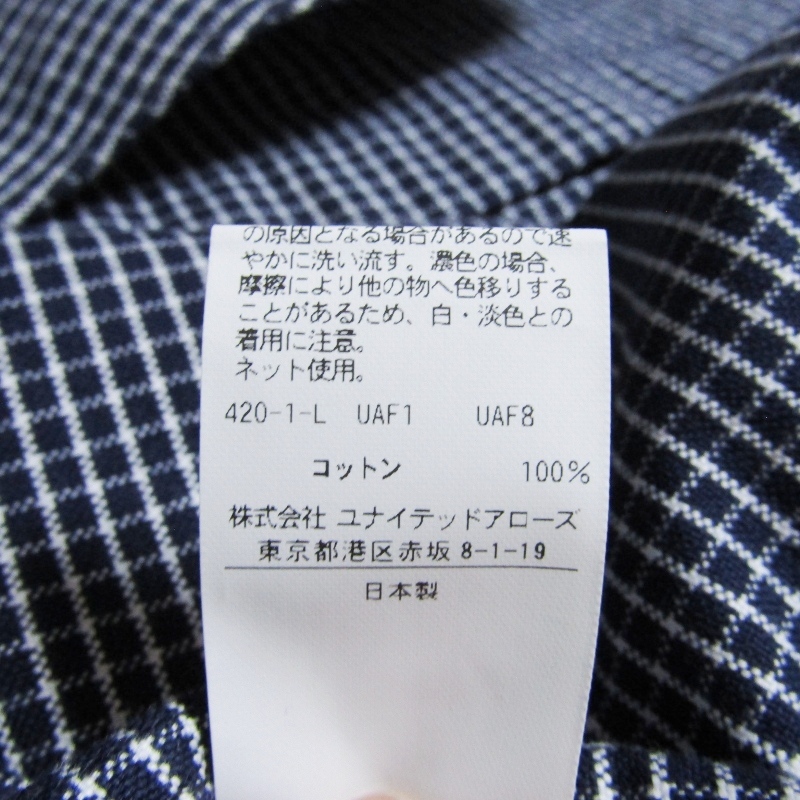 の原因となる場合があるので速
やかに洗い流す。濃色の場合、
摩擦により他の物へ色移りする
ことがあるため、白・淡色との
着用に注意。
ネット使用。
420-1-L UAF1 UAF8
コットン 100%
株式会社 ユナイテッドアローズ
東京都港区赤坂 8-1-19
日本製